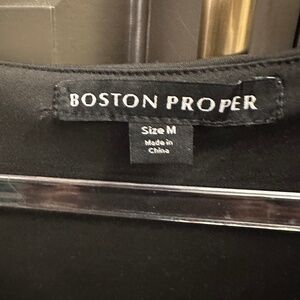 BOSTON PROPER
Size M
Made in
China